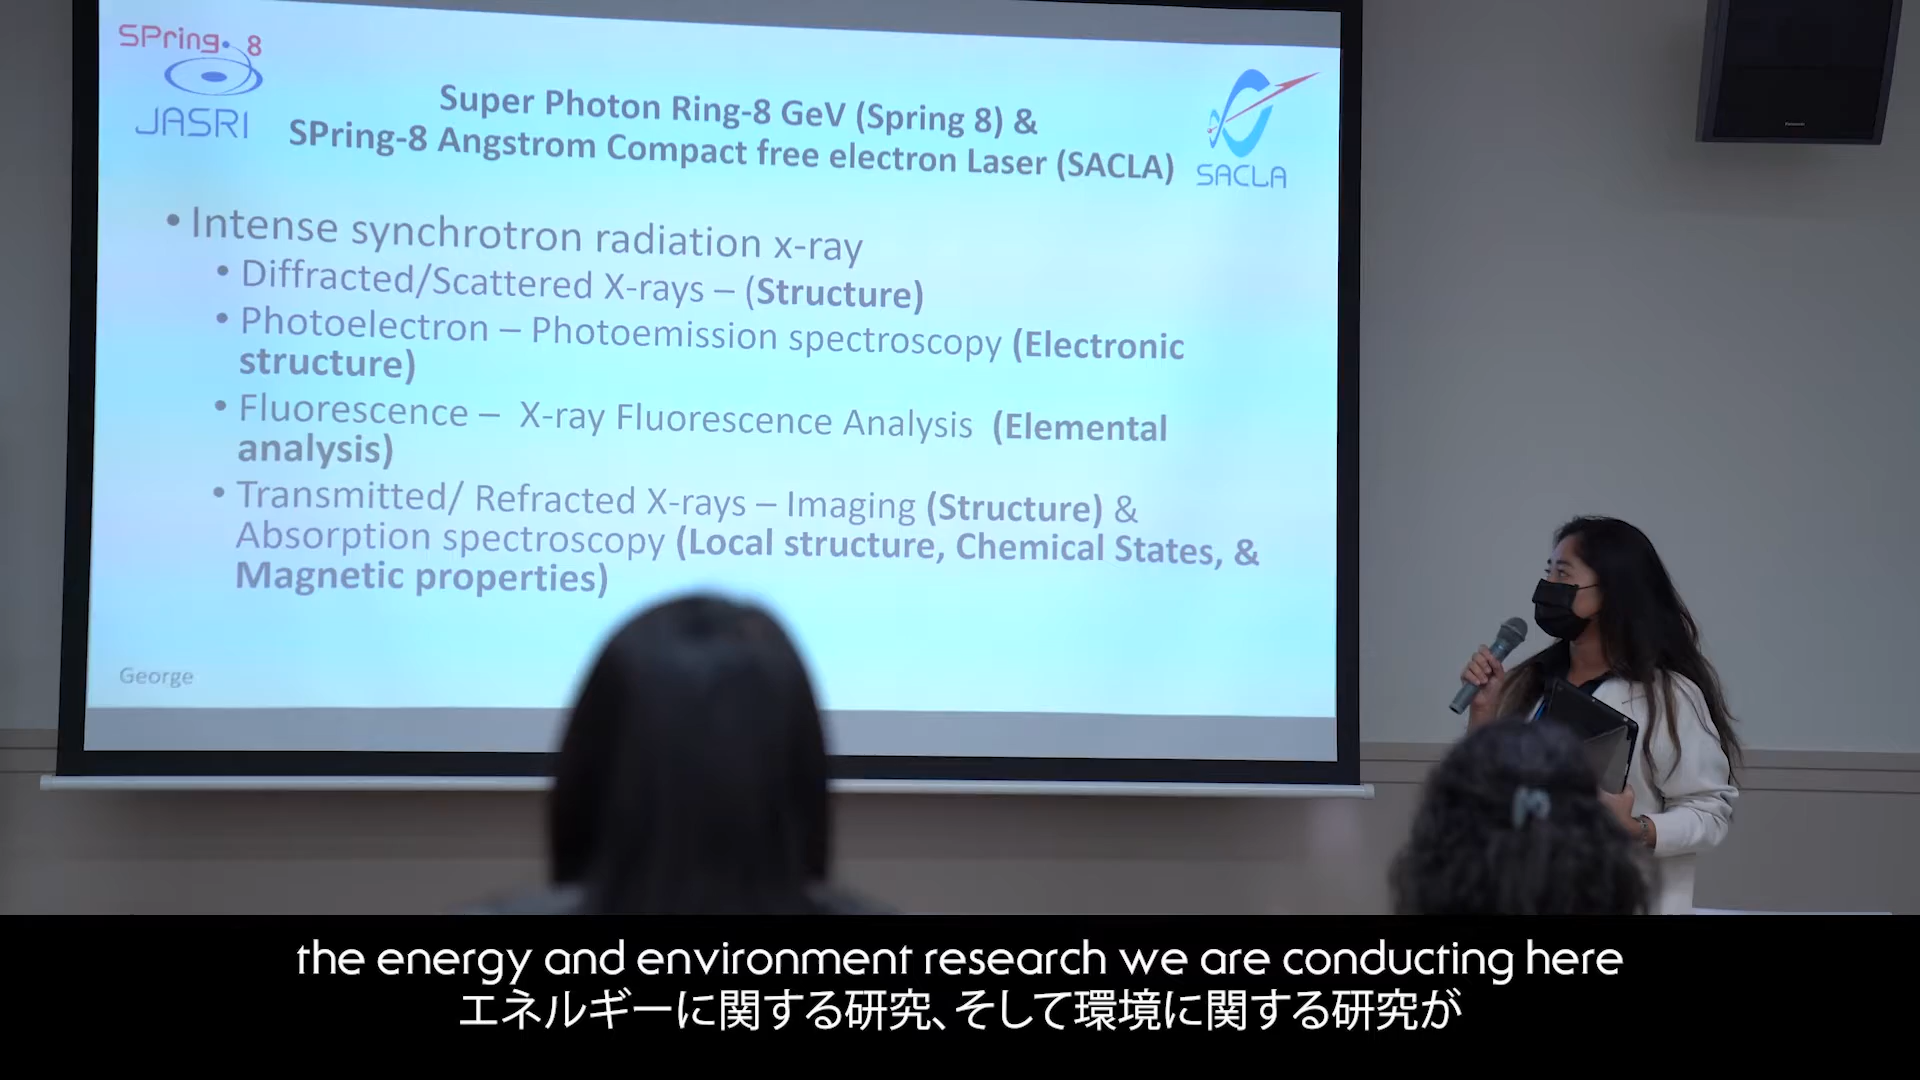 SPring-8
JASRI
Super Photon Ring-8 GeV (Spring 8) &
SPring-8 Angstrom Compact free electron Laser (SACLA)
SACLA
• Intense synchrotron radiation x-ray
• Diffracted/Scattered X-rays – (Structure)
• Photoelectron – Photoemission spectroscopy (Electronic
structure)
• Fluorescence – X-ray Fluorescence Analysis (Elemental
analysis)
• Transmitted/ Refracted X-rays – Imaging (Structure) &
Absorption spectroscopy (Local structure, Chemical States, &
Magnetic properties)
George
Panasonic
the energy and environment research we are conducting here
エネルギーに関する研究、そして環境に関する研究が